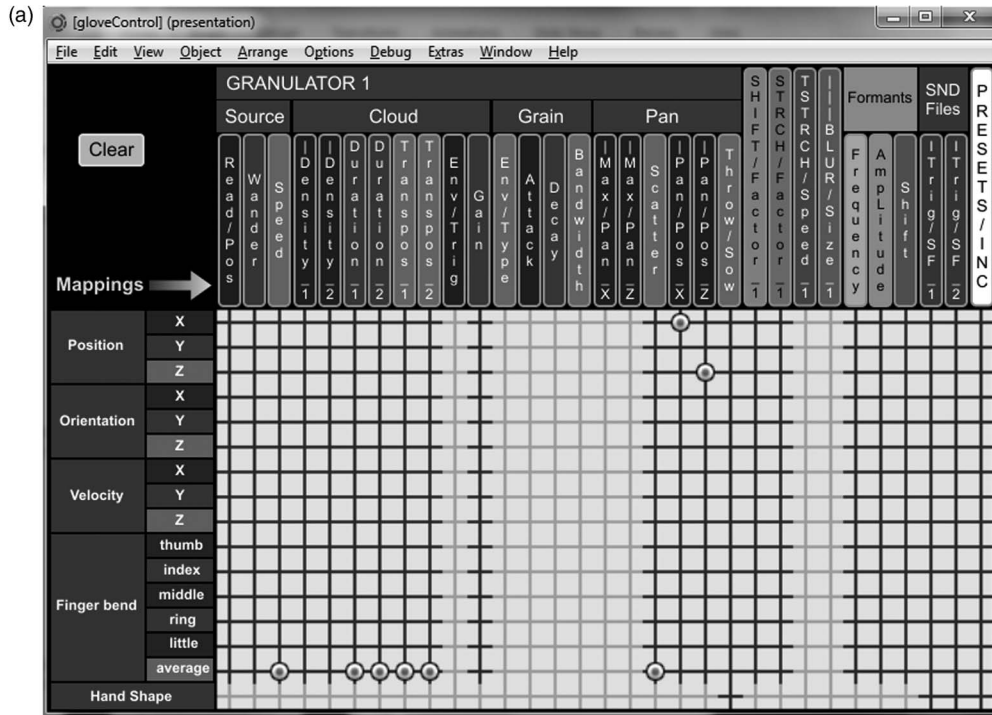 (a)
[gloveControl] (presentation)
File Edit View Object Arrange Options Debug Extras Window Help
GRANULATOR 1
Source Cloud Grain Pan
Formants
SND
Files
Clear
Mappings
Read/Pos
Wander
Speed
|Density_1
|Density_2
Duration_1
Duration_2
Transpos_1
Transpos_2
Env/Trig
Gain
Env/Type
Attack
Decay
Bandwidth
|Max/Pan_X
|Max/Pan_Z
Scatter
|Pan/Pos_X
|Pan/Pos_Z
Throw/Sow
SHIFT/Factor_1
STRCH/Factor_1
TSTRCH/Speed_1
|||BLUR/Size_1
Frequency
AmpLitude
Shift
ITrig/SF_1
ITrig/SF_2
PRESETS/INC
Position
X
Y
Z
Orientation
X
Y
Z
Velocity
X
Y
Z
Finger bend
thumb
index
middle
ring
little
average
Hand Shape